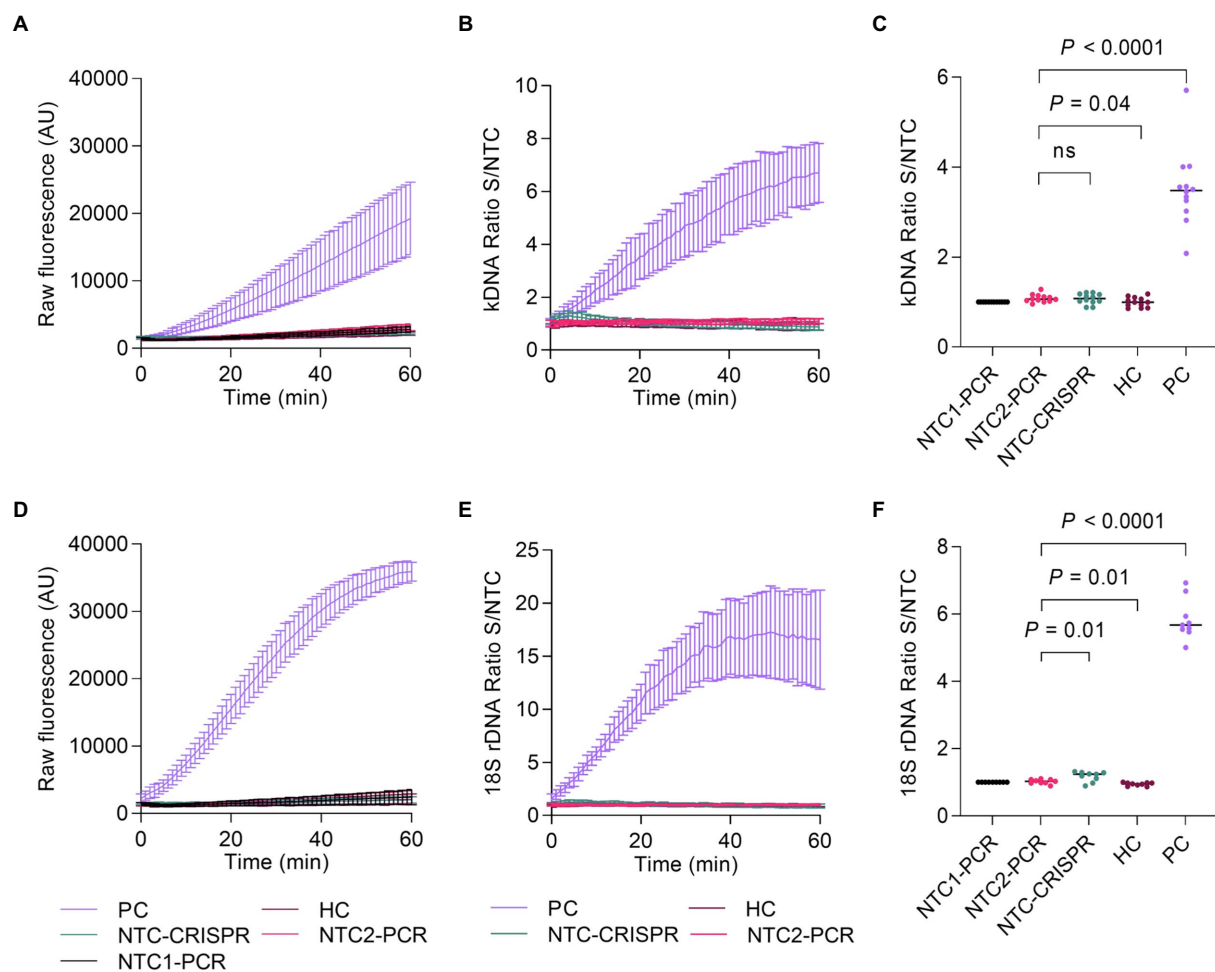 A
Raw fluorescence (AU)
40000
30000
20000
10000
0
0 20 40 60
Time (min)
B
kDNA Ratio S/NTC
10
8
6
4
2
0
0 20 40 60
Time (min)
C
kDNA Ratio S/NTC
6
4
2
0
P < 0.0001
P = 0.04
ns
NTC1-PCR
NTC2-PCR
NTC-CRISPR
HC
PC
D
Raw fluorescence (AU)
40000
30000
20000
10000
0
0 20 40 60
Time (min)
E
18S rDNA Ratio S/NTC
25
20
15
10
5
0
0 20 40 60
Time (min)
F
18S rDNA Ratio S/NTC
8
6
4
2
0
P < 0.0001
P = 0.01
P = 0.01
NTC1-PCR
NTC2-PCR
NTC-CRISPR
HC
PC
PC HC
NTC-CRISPR NTC2-PCR
NTC1-PCR
PC HC
NTC-CRISPR NTC2-PCR